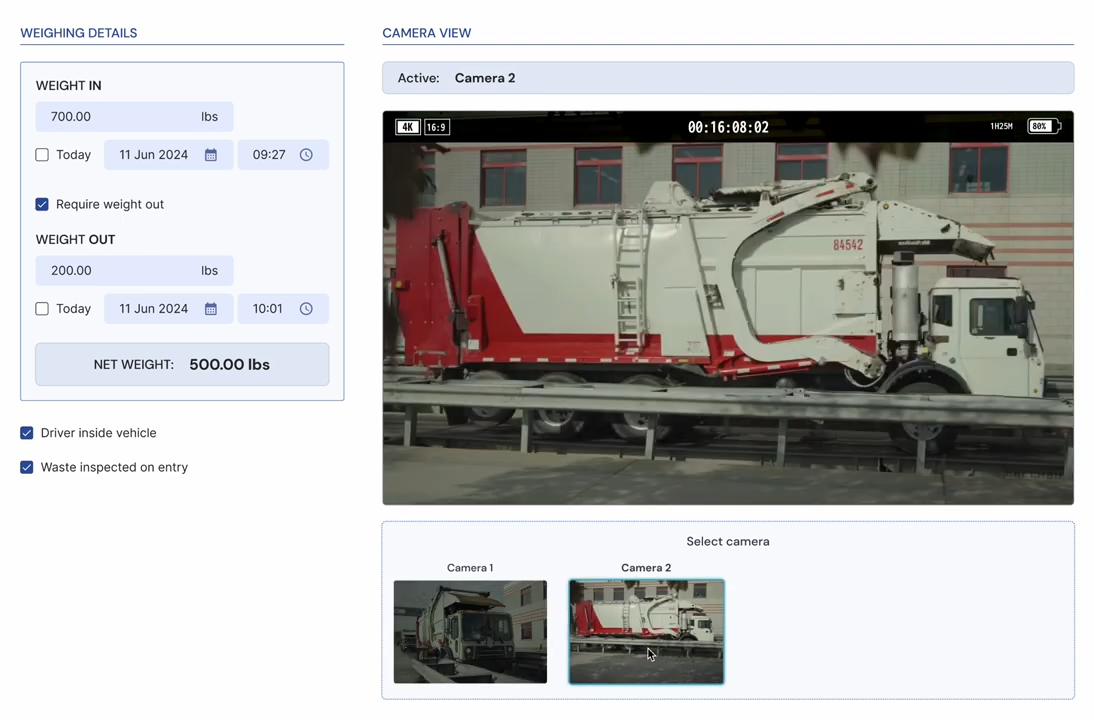 WEIGHING DETAILS
WEIGHT IN
700.00 lbs
Today 11 Jun 2024 09:27
Require weight out
WEIGHT OUT
200.00 lbs
Today 11 Jun 2024 10:01
NET WEIGHT: 500.00 lbs
Driver inside vehicle
Waste inspected on entry
CAMERA VIEW
Active: Camera 2
4K 16:9 00:16:08:02 1H25M 80%
84542
Select camera
Camera 1 Camera 2